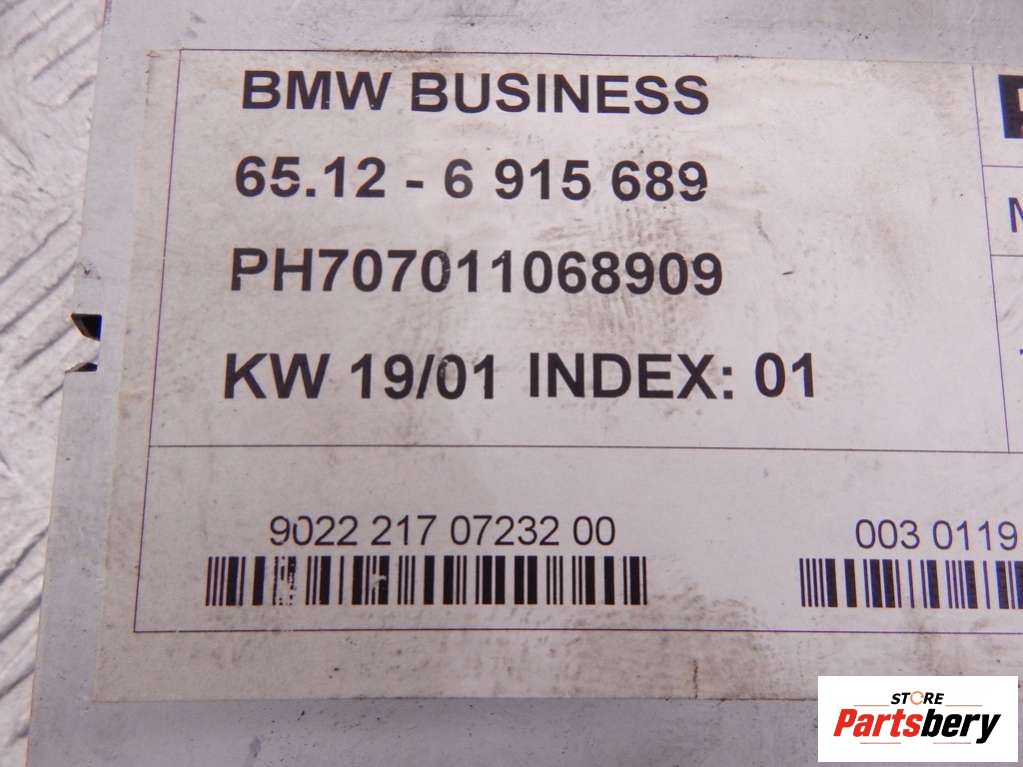 BMW BUSINESS
65.12 - 6 915 689
PH707011068909
KW 19/01 INDEX: 01
9022 217 07232 00
003 0119
STORE
Partsbery